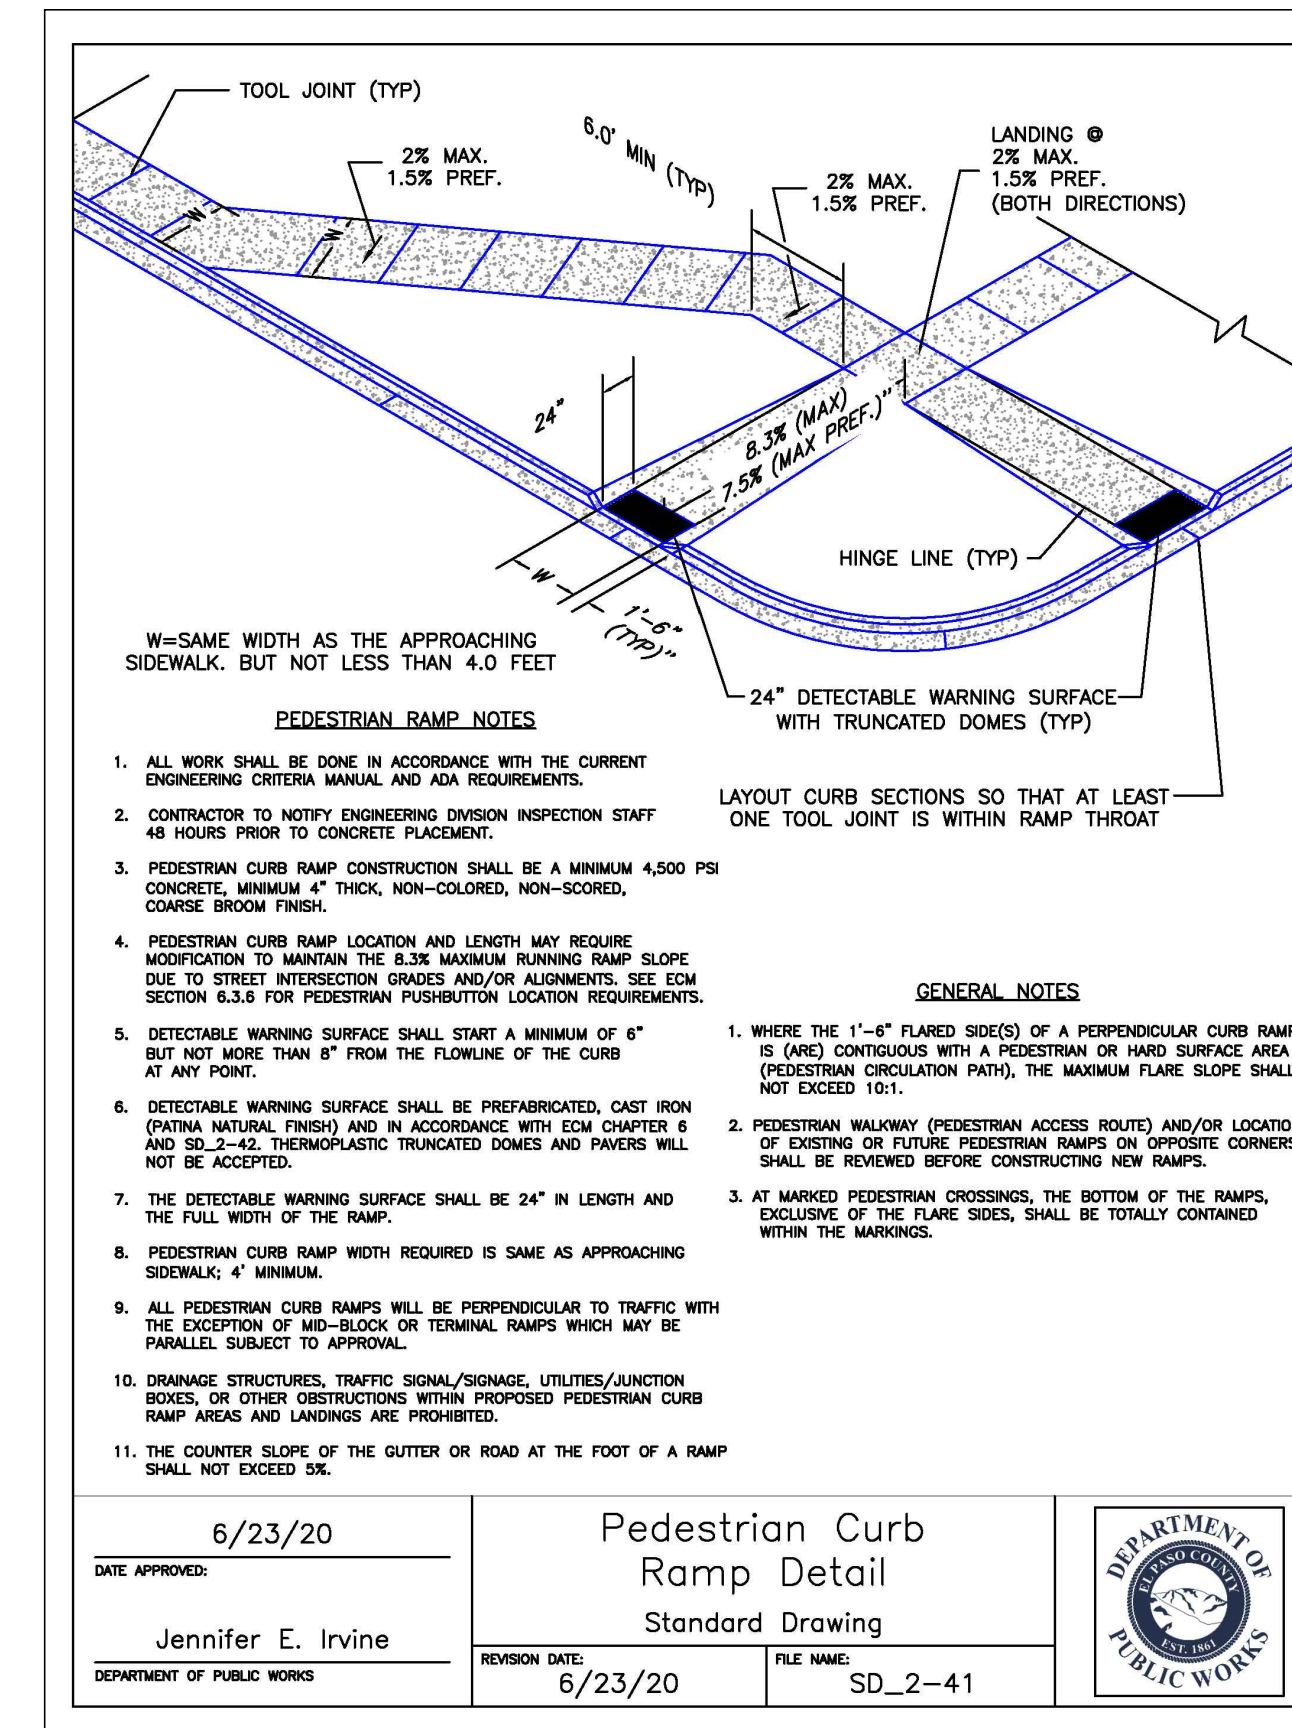 TOOL JOINT (TYP)
2% MAX.
1.5% PREF.
6.0' MIN (TYP)
2% MAX.
1.5% PREF.
LANDING @
2% MAX.
1.5% PREF.
(BOTH DIRECTIONS)
W
W
24"
8.3% (MAX)
7.5% (MAX PREF.)"
HINGE LINE (TYP)
W
1'-6"
(TYP)"
W=SAME WIDTH AS THE APPROACHING
SIDEWALK. BUT NOT LESS THAN 4.0 FEET
24" DETECTABLE WARNING SURFACE
WITH TRUNCATED DOMES (TYP)
LAYOUT CURB SECTIONS SO THAT AT LEAST
ONE TOOL JOINT IS WITHIN RAMP THROAT
PEDESTRIAN RAMP NOTES
1. ALL WORK SHALL BE DONE IN ACCORDANCE WITH THE CURRENT
ENGINEERING CRITERIA MANUAL AND ADA REQUIREMENTS.
2. CONTRACTOR TO NOTIFY ENGINEERING DIVISION INSPECTION STAFF
48 HOURS PRIOR TO CONCRETE PLACEMENT.
3. PEDESTRIAN CURB RAMP CONSTRUCTION SHALL BE A MINIMUM 4,500 PSI
CONCRETE, MINIMUM 4" THICK, NON-COLORED, NON-SCORED,
COARSE BROOM FINISH.
4. PEDESTRIAN CURB RAMP LOCATION AND LENGTH MAY REQUIRE
MODIFICATION TO MAINTAIN THE 8.3% MAXIMUM RUNNING RAMP SLOPE
DUE TO STREET INTERSECTION GRADES AND/OR ALIGNMENTS. SEE ECM
SECTION 6.3.6 FOR PEDESTRIAN PUSHBUTTON LOCATION REQUIREMENTS.
5. DETECTABLE WARNING SURFACE SHALL START A MINIMUM OF 6"
BUT NOT MORE THAN 8" FROM THE FLOWLINE OF THE CURB
AT ANY POINT.
6. DETECTABLE WARNING SURFACE SHALL BE PREFABRICATED, CAST IRON
(PATINA NATURAL FINISH) AND IN ACCORDANCE WITH ECM CHAPTER 6
AND SD_2-42. THERMOPLASTIC TRUNCATED DOMES AND PAVERS WILL
NOT BE ACCEPTED.
7. THE DETECTABLE WARNING SURFACE SHALL BE 24" IN LENGTH AND
THE FULL WIDTH OF THE RAMP.
8. PEDESTRIAN CURB RAMP WIDTH REQUIRED IS SAME AS APPROACHING
SIDEWALK; 4' MINIMUM.
9. ALL PEDESTRIAN CURB RAMPS WILL BE PERPENDICULAR TO TRAFFIC WITH
THE EXCEPTION OF MID-BLOCK OR TERMINAL RAMPS WHICH MAY BE
PARALLEL SUBJECT TO APPROVAL.
10. DRAINAGE STRUCTURES, TRAFFIC SIGNAL/SIGNAGE, UTILITIES/JUNCTION
BOXES, OR OTHER OBSTRUCTIONS WITHIN PROPOSED PEDESTRIAN CURB
RAMP AREAS AND LANDINGS ARE PROHIBITED.
11. THE COUNTER SLOPE OF THE GUTTER OR ROAD AT THE FOOT OF A RAMP
SHALL NOT EXCEED 5%.
GENERAL NOTES
1. WHERE THE 1'-6" FLARED SIDE(S) OF A PERPENDICULAR CURB RAMP
IS (ARE) CONTIGUOUS WITH A PEDESTRIAN OR HARD SURFACE AREA
(PEDESTRIAN CIRCULATION PATH), THE MAXIMUM FLARE SLOPE SHALL
NOT EXCEED 10:1.
2. PEDESTRIAN WALKWAY (PEDESTRIAN ACCESS ROUTE) AND/OR LOCATIO
OF EXISTING OR FUTURE PEDESTRIAN RAMPS ON OPPOSITE CORNERS
SHALL BE REVIEWED BEFORE CONSTRUCTING NEW RAMPS.
3. AT MARKED PEDESTRIAN CROSSINGS, THE BOTTOM OF THE RAMPS,
EXCLUSIVE OF THE FLARE SIDES, SHALL BE TOTALLY CONTAINED
WITHIN THE MARKINGS.
6/23/20
DATE APPROVED:
Jennifer E. Irvine
DEPARTMENT OF PUBLIC WORKS
Pedestrian Curb
Ramp Detail
Standard Drawing
REVISION DATE:
6/23/20
FILE NAME:
SD_2-41
DEPARTMENT OF
PUBLIC WORKS
EL PASO COUNTY
EST. 1861